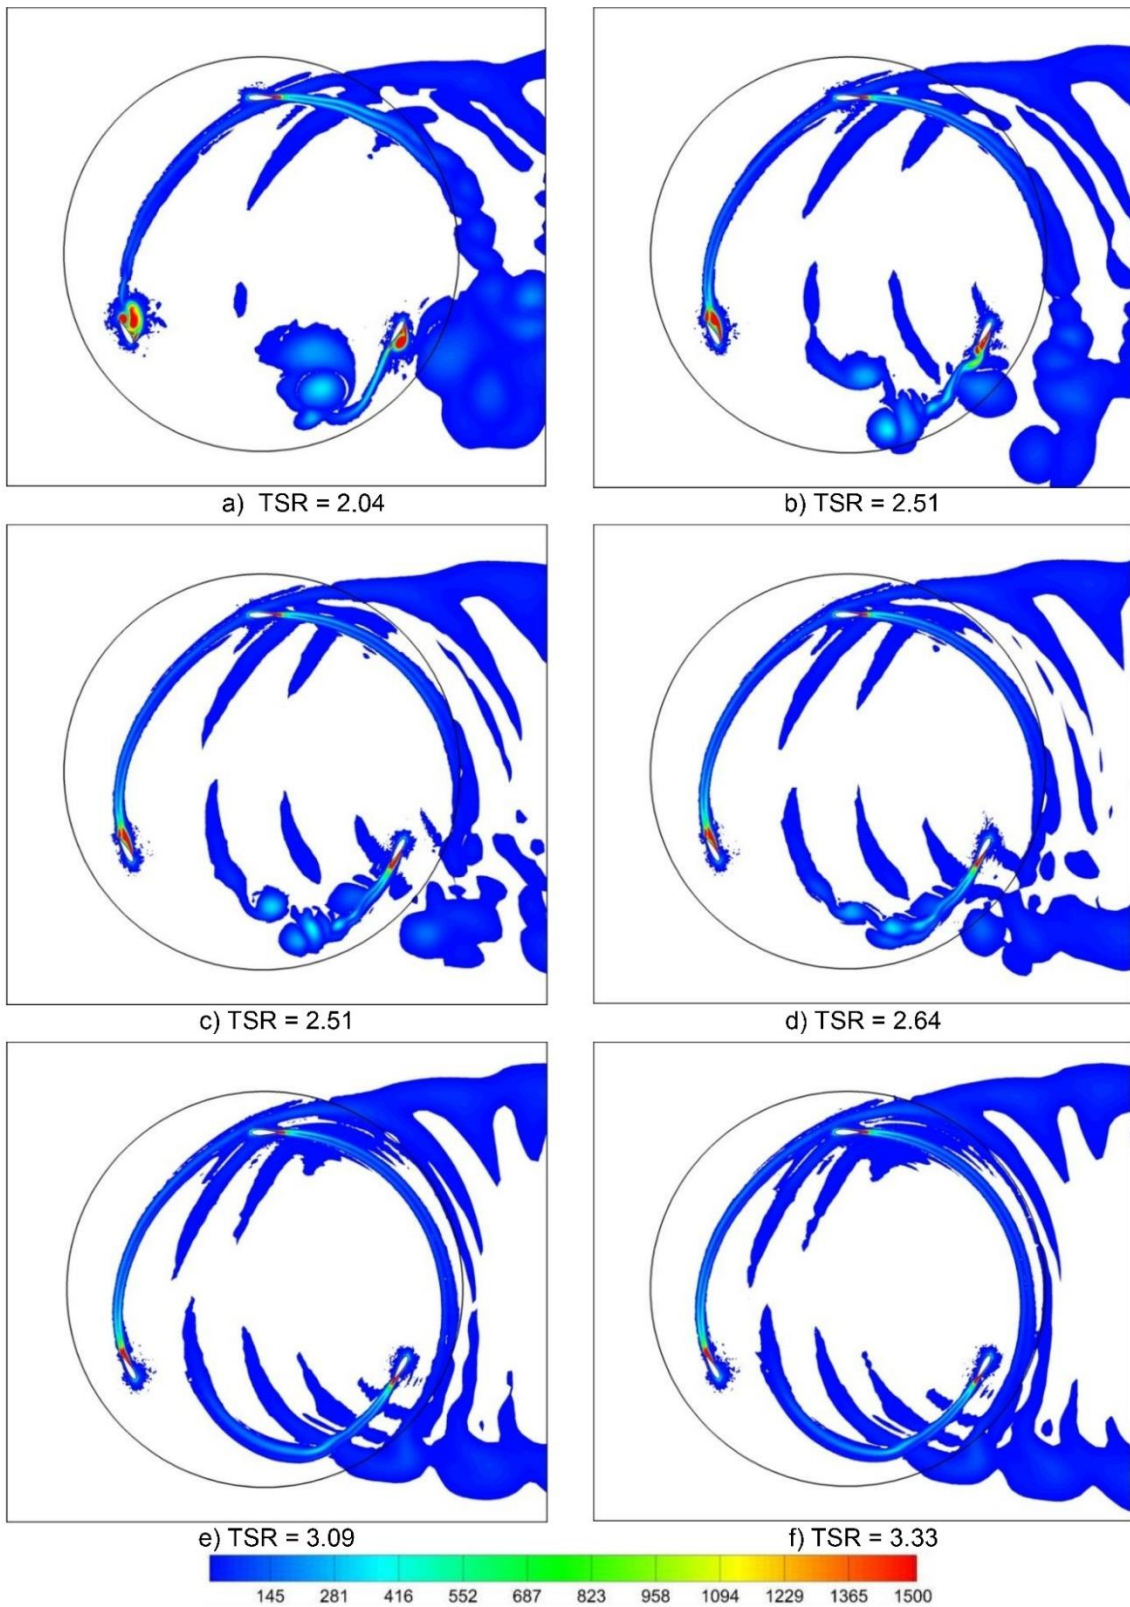 a) TSR = 2.04
b) TSR = 2.51
c) TSR = 2.51
d) TSR = 2.64
e) TSR = 3.09
f) TSR = 3.33
145 281 416 552 687 823 958 1094 1229 1365 1500